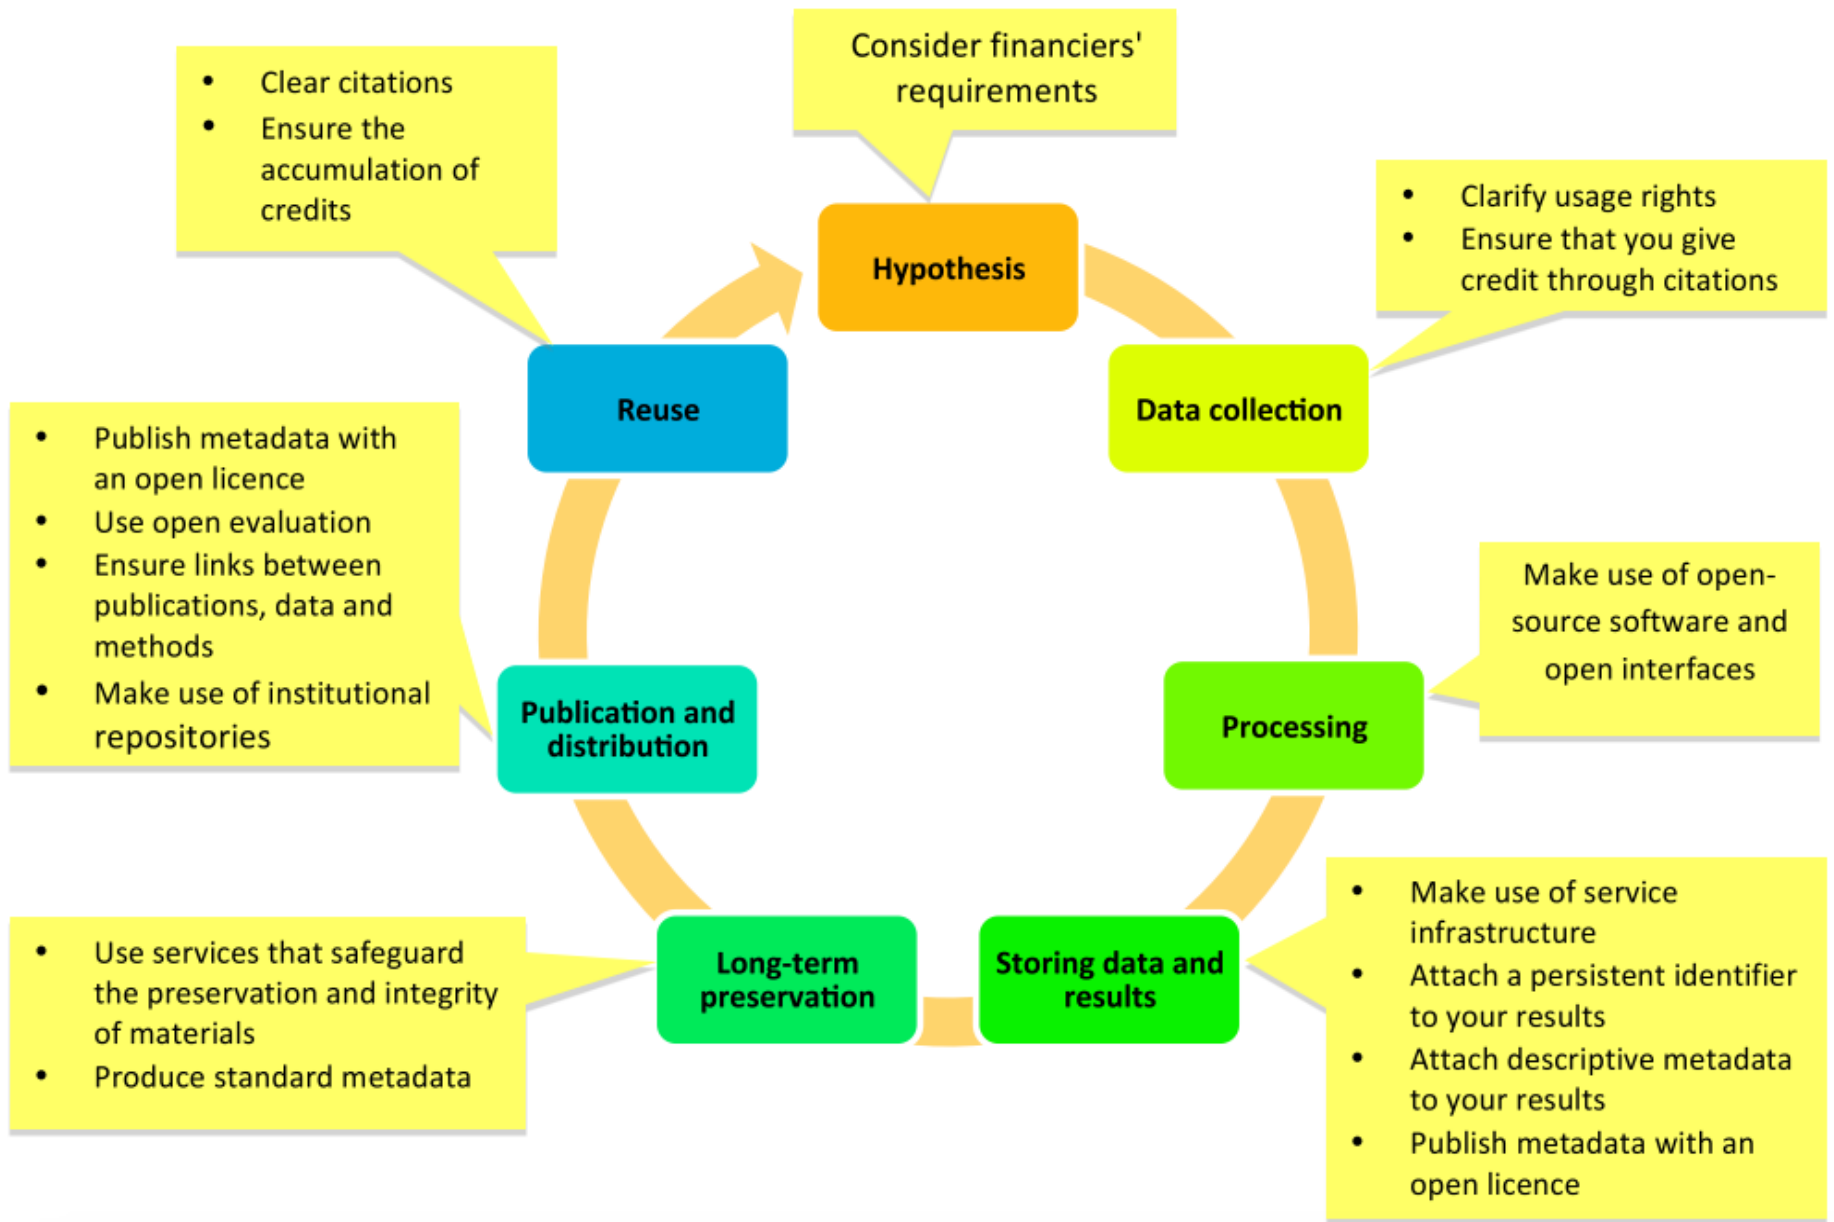 Consider financiers'
requirements
Hypothesis
• Clarify usage rights
• Ensure that you give
credit through citations
Data collection
Make use of open-
source software and
open interfaces
Processing
• Make use of service
infrastructure
• Attach a persistent identifier
to your results
• Attach descriptive metadata
to your results
• Publish metadata with an
open licence
Storing data and
results
• Use services that safeguard
the preservation and integrity
of materials
• Produce standard metadata
Long-term
preservation
• Publish metadata with
an open licence
• Use open evaluation
• Ensure links between
publications, data and
methods
• Make use of institutional
repositories
Publication and
distribution
• Clear citations
• Ensure the
accumulation of
credits
Reuse